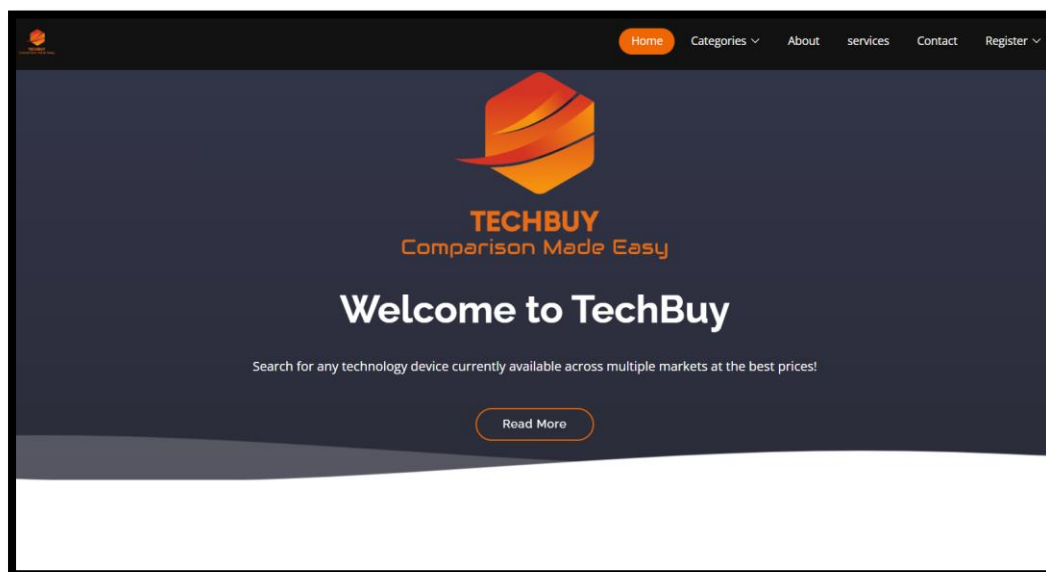 Home Categories About services Contact Register
TECHBUY
Comparison Made Easy
Welcome to TechBuy
Search for any technology device currently available across multiple markets at the best prices!
Read More